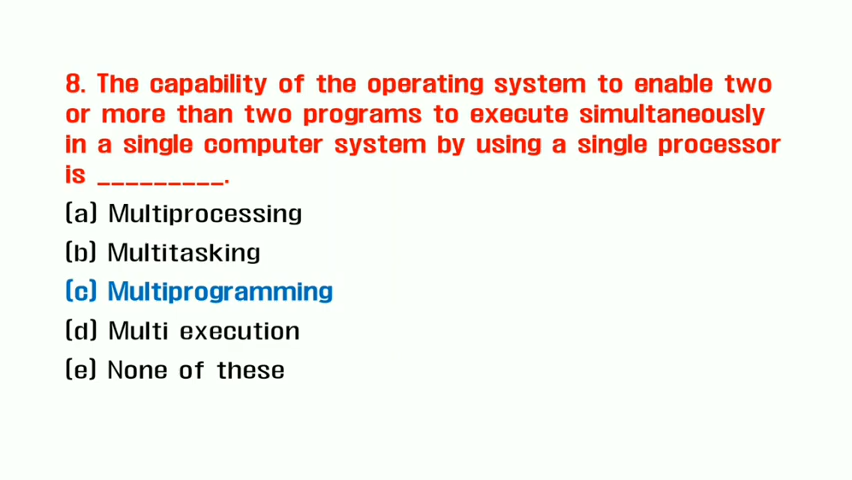 8. The capability of the operating system to enable two
or more than two programs to execute simultaneously
in a single computer system by using a single processor
is _________.
(a) Multiprocessing
(b) Multitasking
(c) Multiprogramming
(d) Multi execution
(e) None of these